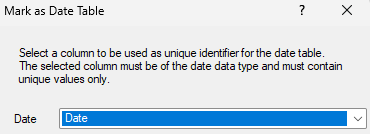 Mark as Date Table ? ×
Select a column to be used as unique identifier for the date table.
The selected column must be of the date data type and must contain
unique values only.
Date Date